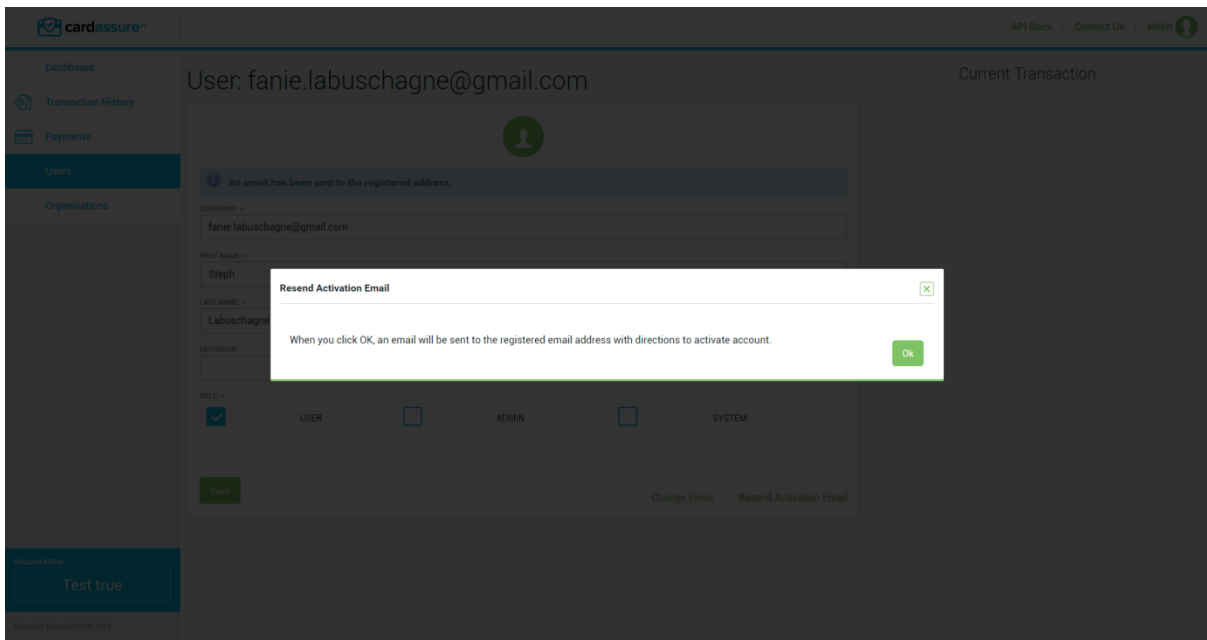 cardassure™
API Docs | Contact Us | steph
Dashboard
Transaction History
Payments
Users
Organisations
User: fanie.labuschagne@gmail.com
Current Transaction
An email has been sent to the registered address.
USERNAME: *
fanie.labuschagne@gmail.com
FIRST NAME: *
Steph
LAST NAME: *
Labuschagne
EXTENSION:
Resend Activation Email
When you click OK, an email will be sent to the registered email address with directions to activate account.
Ok
ROLE: *
USER
ADMIN
SYSTEM
Save
Change Email
Resend Activation Email
ORGANISATION:
Test true
Copyright